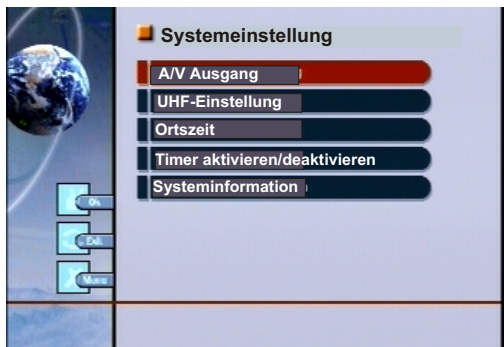 Systemeinstellung
A/V Ausgang
UHF-Einstellung
Ortszeit
Timer aktivieren/deaktivieren
Systeminformation
Ok
Exit
Menu